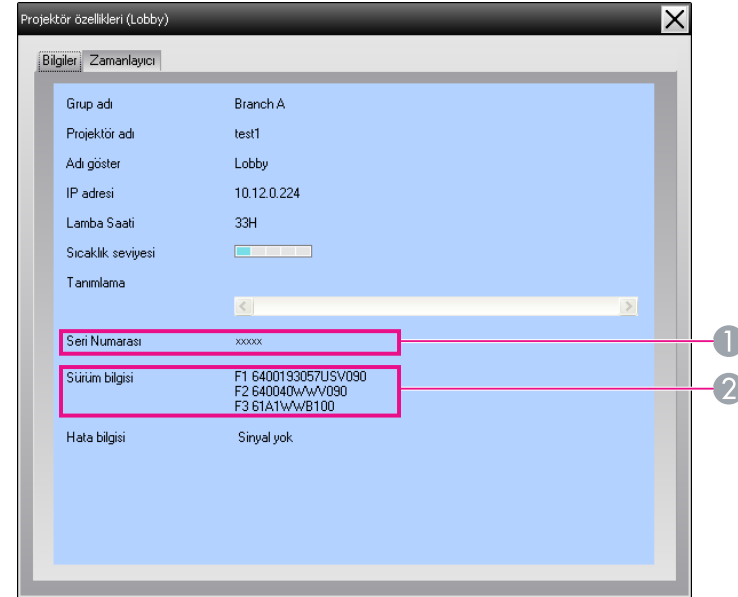 Projektör özellikleri (Lobby)
Bilgiler Zamanlayıcı
Grup adı Branch A
Projektör adı test1
Adı göster Lobby
IP adresi 10.12.0.224
Lamba Saati 33H
Sıcaklık seviyesi
Tanımlama
Seri Numarası xxxxx 1
Sürüm bilgisi F1 6400193057USV090
F2 640040WWV090 2
F3 61A1WWB100
Hata bilgisi Sinyal yok